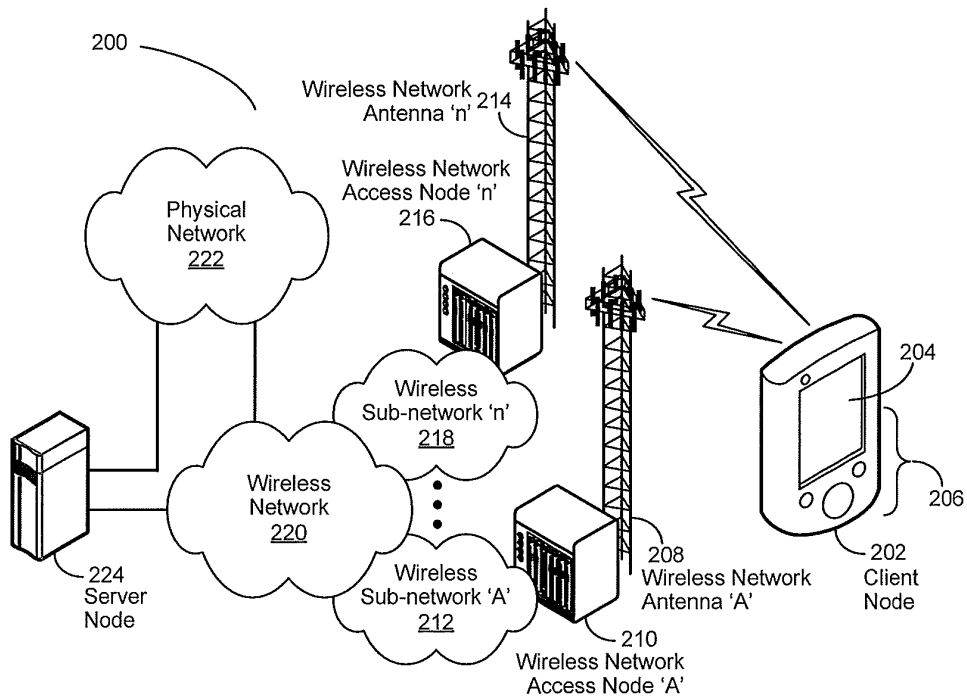 200
Wireless Network
Antenna 'n'
214
Wireless Network
Access Node 'n'
216
Physical
Network
222
204
Wireless
Sub-network 'n'
218
206
Wireless
Network
220
208
Wireless Network
Antenna 'A'
202
Client
Node
224
Server
Node
Wireless
Sub-network 'A'
212
210
Wireless Network
Access Node 'A'